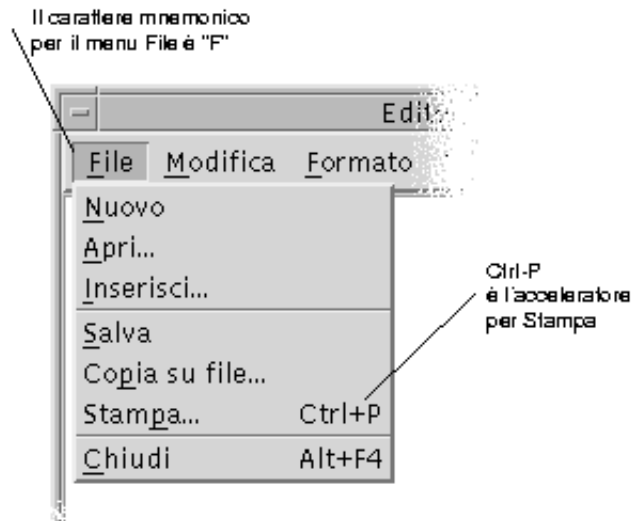 Il carattere mnemonico
per il menu File è "F"
Edit
File Modifica Formato
Nuovo
Apri...
Inserisci...
Salva
Copia su file...
Stampa... Ctrl+P
Chiudi Alt+F4
Ctrl-P
è l'acceleratore
per Stampa